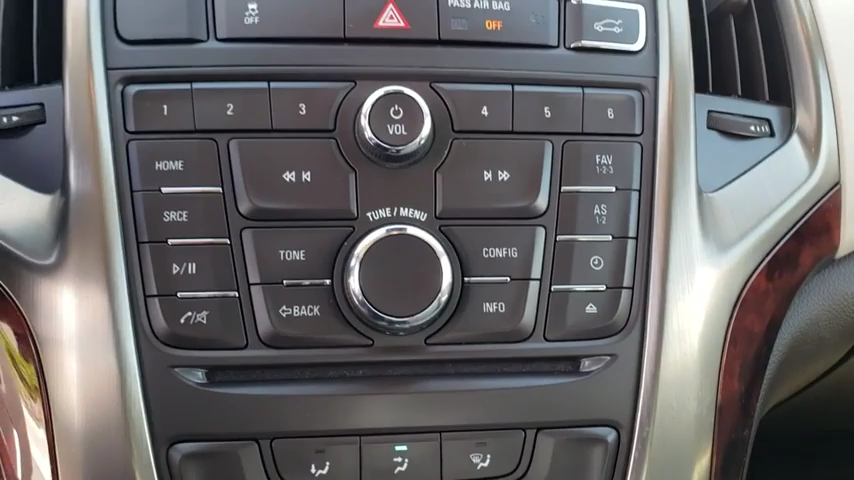 OFF
PASS AIR BAG
OFF
1 2 3 4 5 6
VOL
HOME
FAV
1-2-3
TUNE / MENU
SRCE
AS
1-2
TONE
CONFIG
BACK
INFO